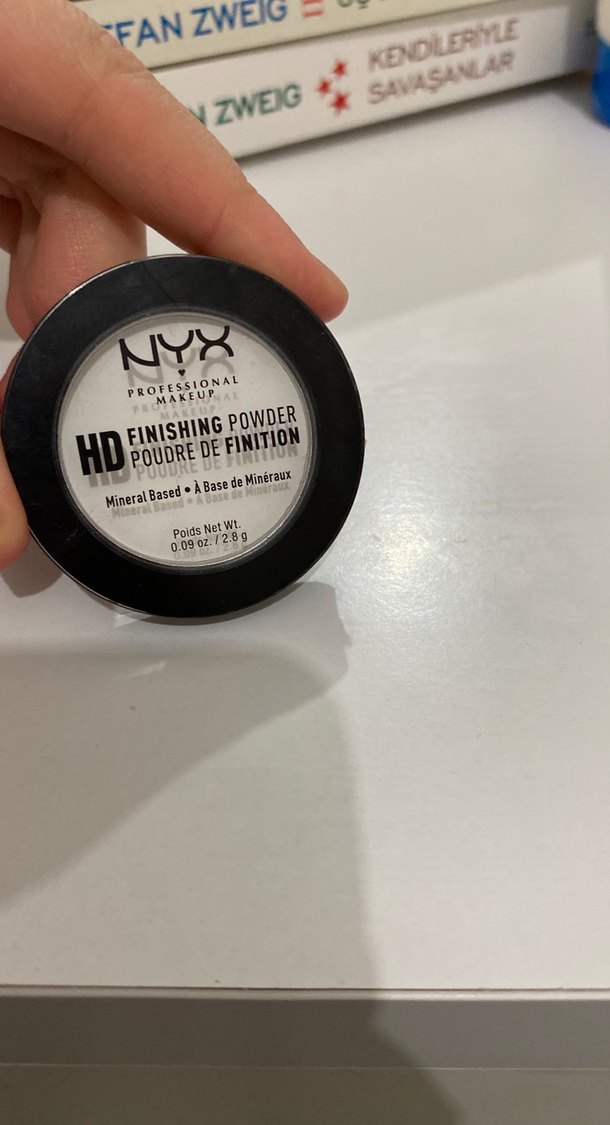 STEFAN ZWEIG
ZWEIG
KENDİLERİYLE
SAVAŞANLAR
NYX
PROFESSIONAL
MAKEUP
HD FINISHING POWDER
POUDRE DE FINITION
Mineral Based • À Base de Minéraux
Poids Net Wt.
0.09 oz. / 2.8 g